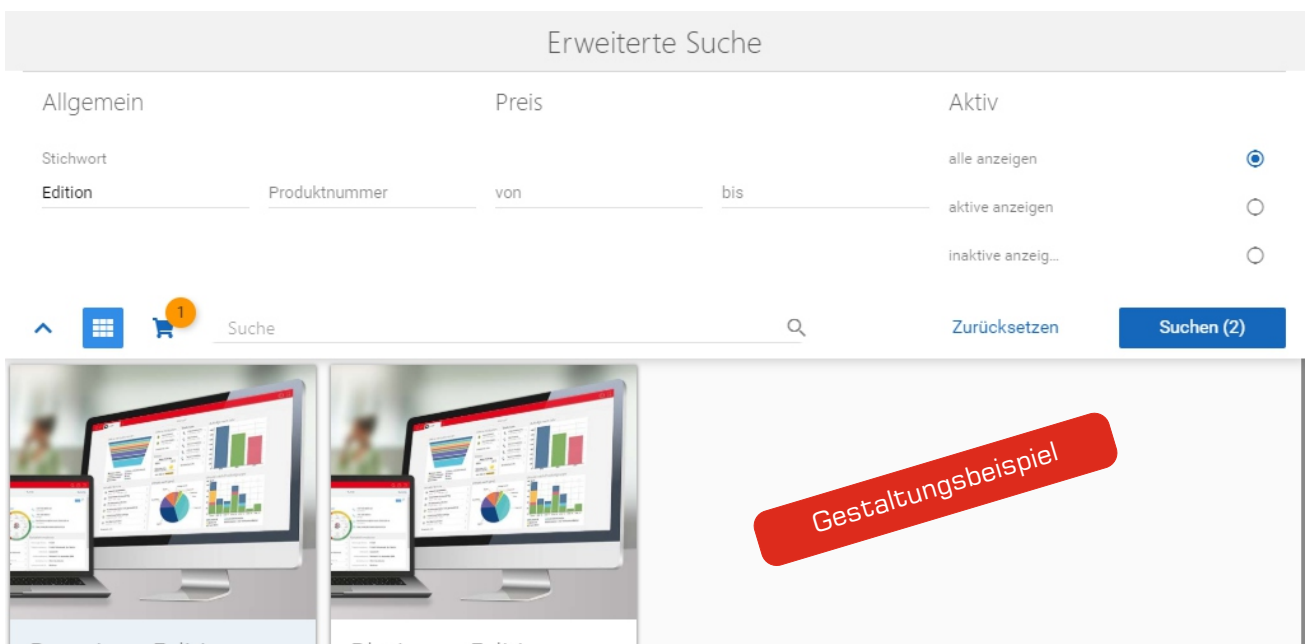 Erweiterte Suche
Allgemein
Preis
Aktiv
Stichwort
alle anzeigen
Edition
Produktnummer
von
bis
aktive anzeigen
inaktive anzeig...
1
Suche
Zurücksetzen
Suchen (2)
Gestaltungsbeispiel